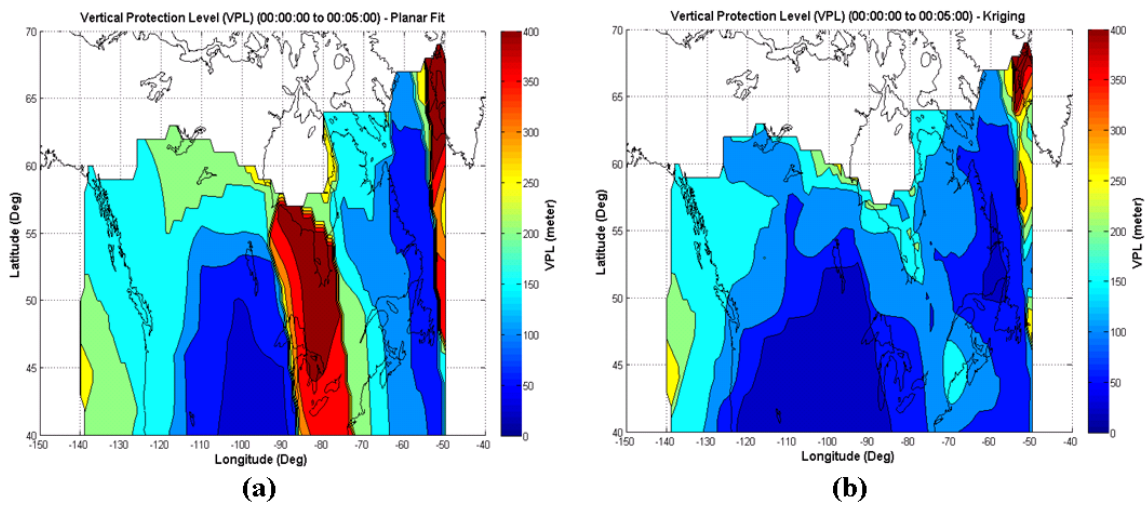 Vertical Protection Level (VPL) (00:00:00 to 00:05:00) - Planar Fit
70
65
60
55
50
45
40
Latitude (Deg)
-150 -140 -130 -120 -110 -100 -90 -80 -70 -60 -50 -40
Longitude (Deg)
400
350
300
250
200
150
100
50
0
VPL (meter)
(a)
Vertical Protection Level (VPL) (00:00:00 to 00:05:00) - Kriging
70
65
60
55
50
45
40
Latitude (Deg)
-150 -140 -130 -120 -110 -100 -90 -80 -70 -60 -50 -40
Longitude (Deg)
400
350
300
250
200
150
100
50
0
VPL (meter)
(b)